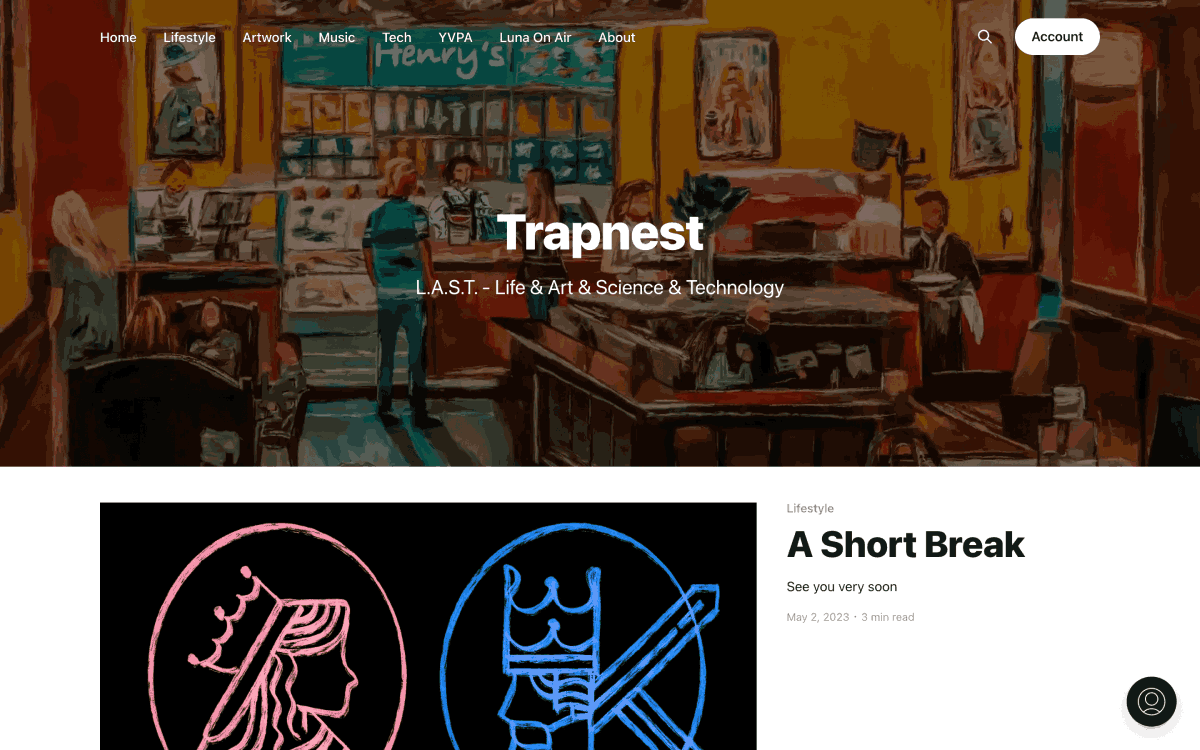 Home Lifestyle Artwork Music Tech YVPA Luna On Air About Account
Henry's
Trapnest
L.A.S.T. - Life & Art & Science & Technology
Lifestyle
A Short Break
See you very soon
May 2, 2023 • 3 min read